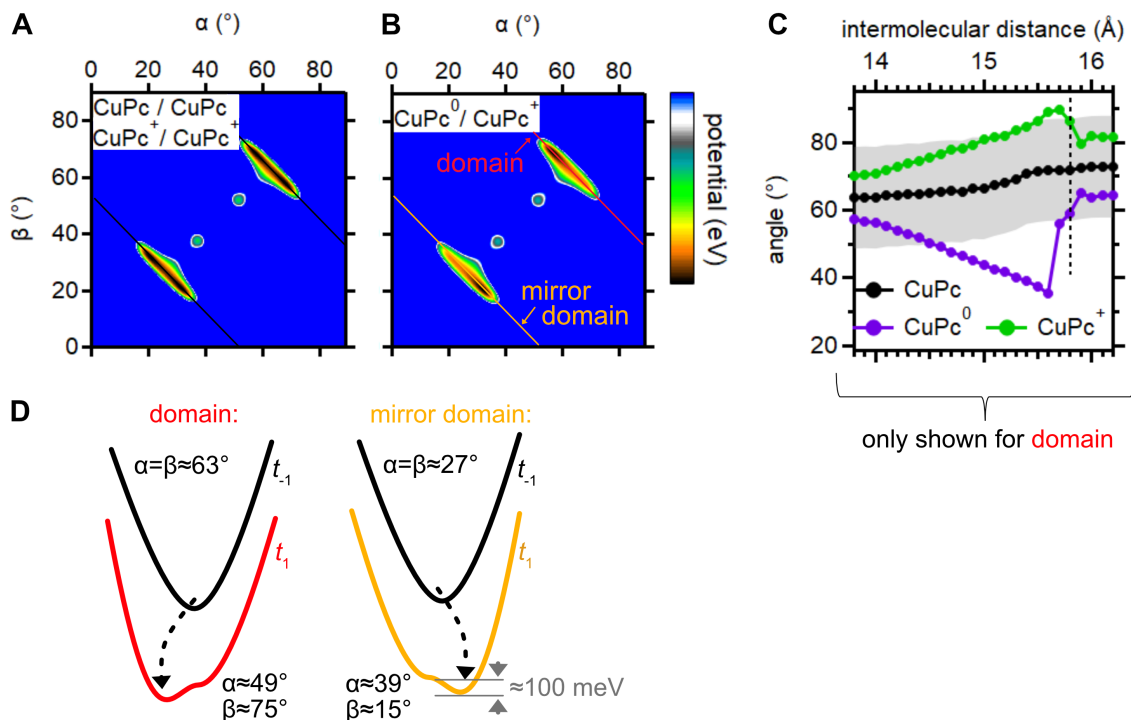 A
α (°)
0 20 40 60 80
β (°)
80
60
40
20
0
CuPc / CuPc
CuPc⁺/ CuPc⁺
B
α (°)
0 20 40 60 80
CuPc⁰/ CuPc⁺
domain
mirror
domain
potential (eV)
C
intermolecular distance (Å)
14 15 16
angle (°)
80
60
40
20
CuPc
CuPc⁰
CuPc⁺
only shown for domain
D
domain:
α=β≈63°
t₋₁
t₁
α≈49°
β≈75°
mirror domain:
α=β≈27°
t₋₁
t₁
α≈39°
β≈15°
≈100 meV